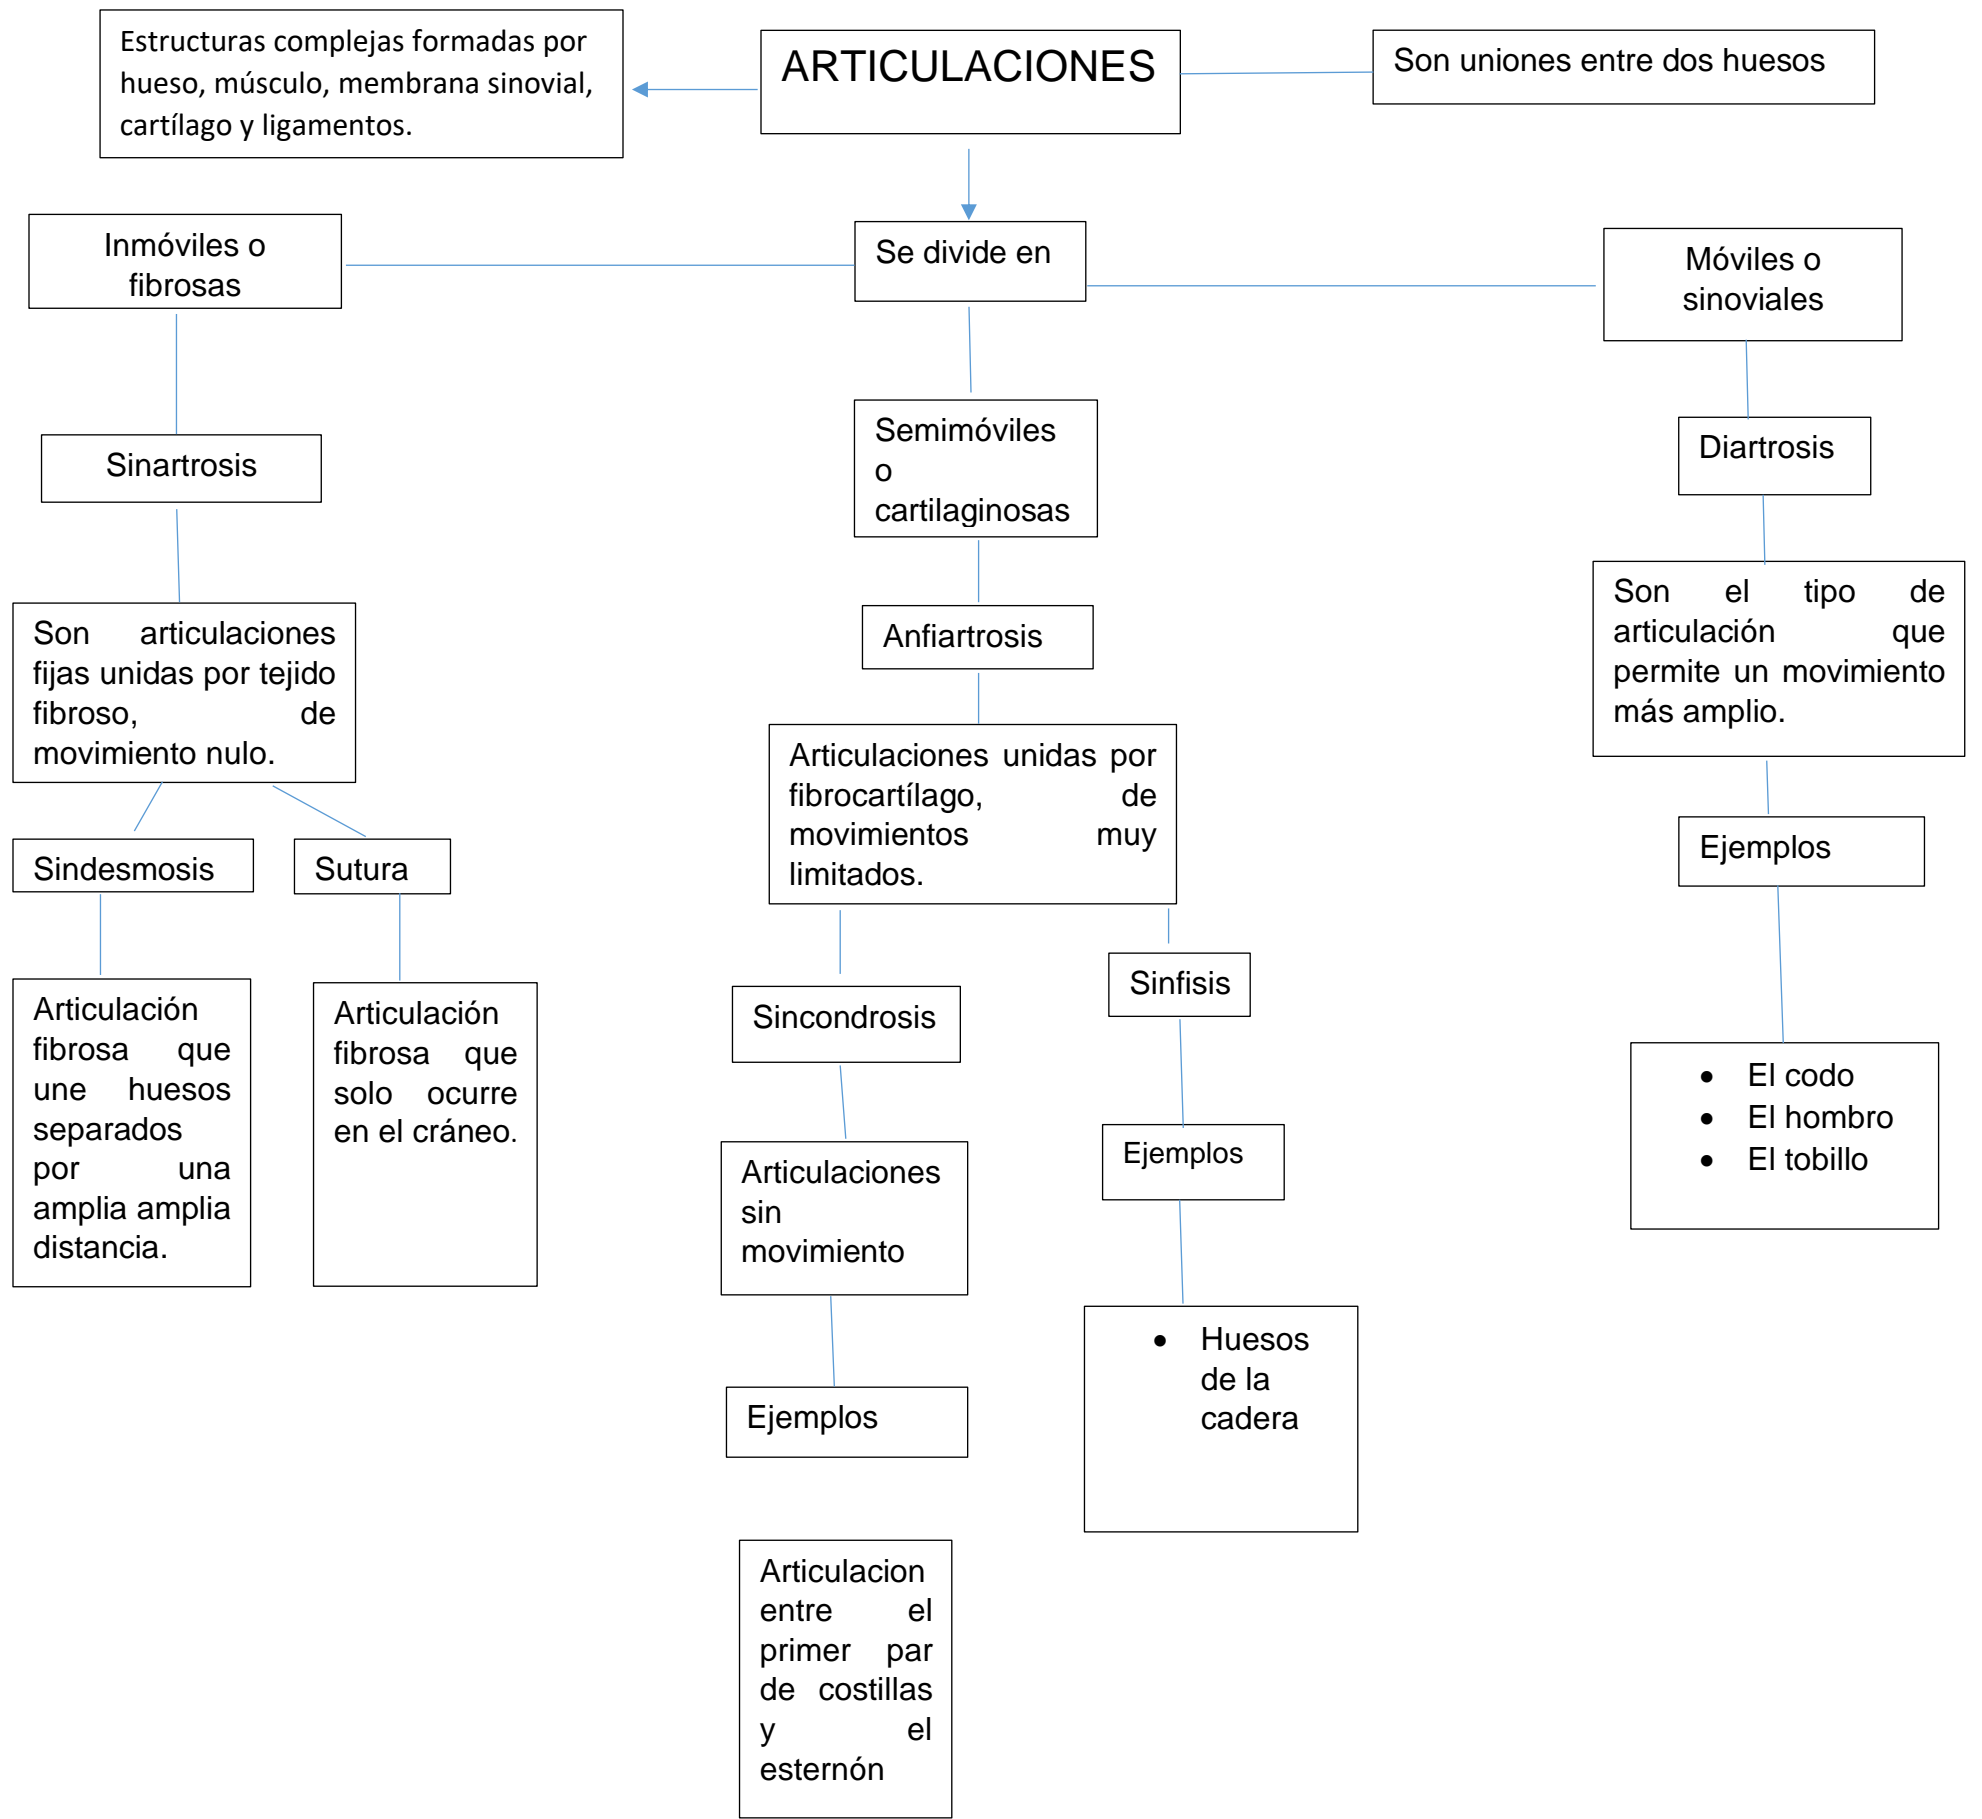 Estructuras complejas formadas por
hueso, músculo, membrana sinovial,
cartílago y ligamentos.
ARTICULACIONES
Son uniones entre dos huesos
Inmóviles o
fibrosas
Se divide en
Móviles o
sinoviales
Sinartrosis
Semimóviles
o
cartilaginosas
Diartrosis
Son articulaciones
fijas unidas por tejido
fibroso, de
movimiento nulo.
Anfiartrosis
Son el tipo de
articulación que
permite un movimiento
más amplio.
Articulaciones unidas por
fibrocartílago, de
movimientos muy
limitados.
Sindesmosis
Sutura
Ejemplos
Articulación
fibrosa que
une huesos
separados
por una
amplia amplia
distancia.
Articulación
fibrosa que
solo ocurre
en el cráneo.
Sincondrosis
Sinfisis
• El codo
• El hombro
• El tobillo
Articulaciones
sin
movimiento
Ejemplos
Ejemplos
• Huesos
de la
cadera
Articulacion
entre el
primer par
de costillas
y el
esternón